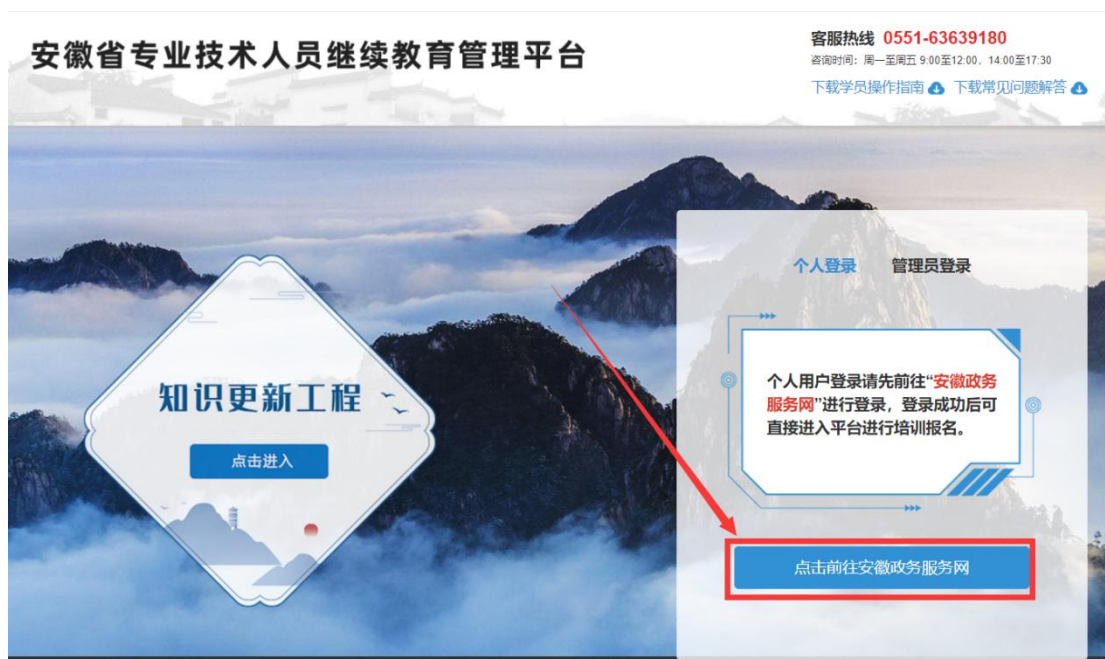 安徽省专业技术人员继续教育管理平台
客服热线 0551-63639180
咨询时间：周一至周五 9:00至12:00，14:00至17:30
下载学员操作指南 下载常见问题解答
个人登录 管理员登录
知识更新工程
点击进入
个人用户登录请先前往“安徽政务
服务网”进行登录，登录成功后可
直接进入平台进行培训报名。
点击前往安徽政务服务网